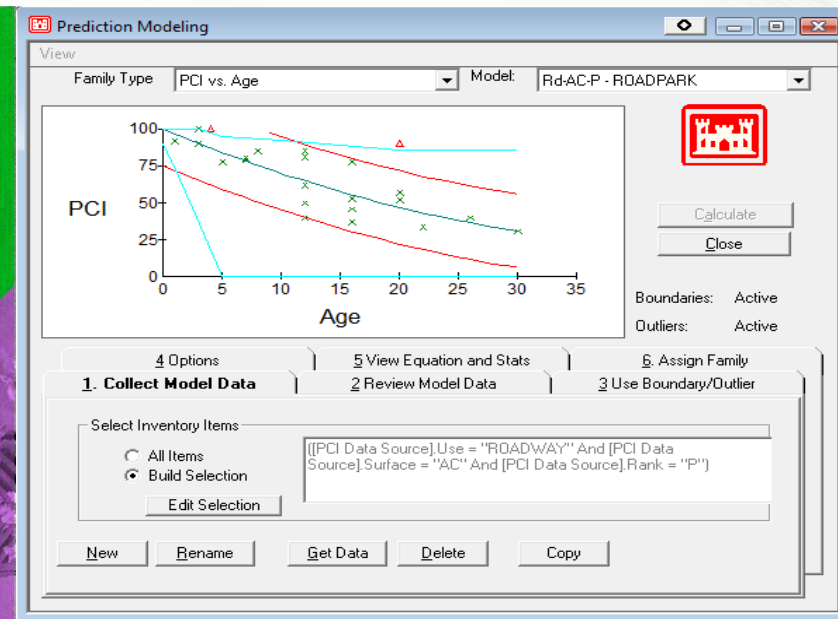 Prediction Modeling
View
Family Type PCI vs. Age Model: Rd-AC-P - ROADPARK
100
75
PCI 50
25
0
0 5 10 15 20 25 30 35
Age
Calculate
Close
Boundaries: Active
Outliers: Active
4 Options 5 View Equation and Stats 6. Assign Family
1. Collect Model Data 2 Review Model Data 3 Use Boundary/Outlier
Select Inventory Items
All Items
Build Selection
([PCI Data Source].Use = "ROADWAY" And [PCI Data
Source].Surface = "AC" And [PCI Data Source].Rank = "P")
Edit Selection
New Rename Get Data Delete Copy